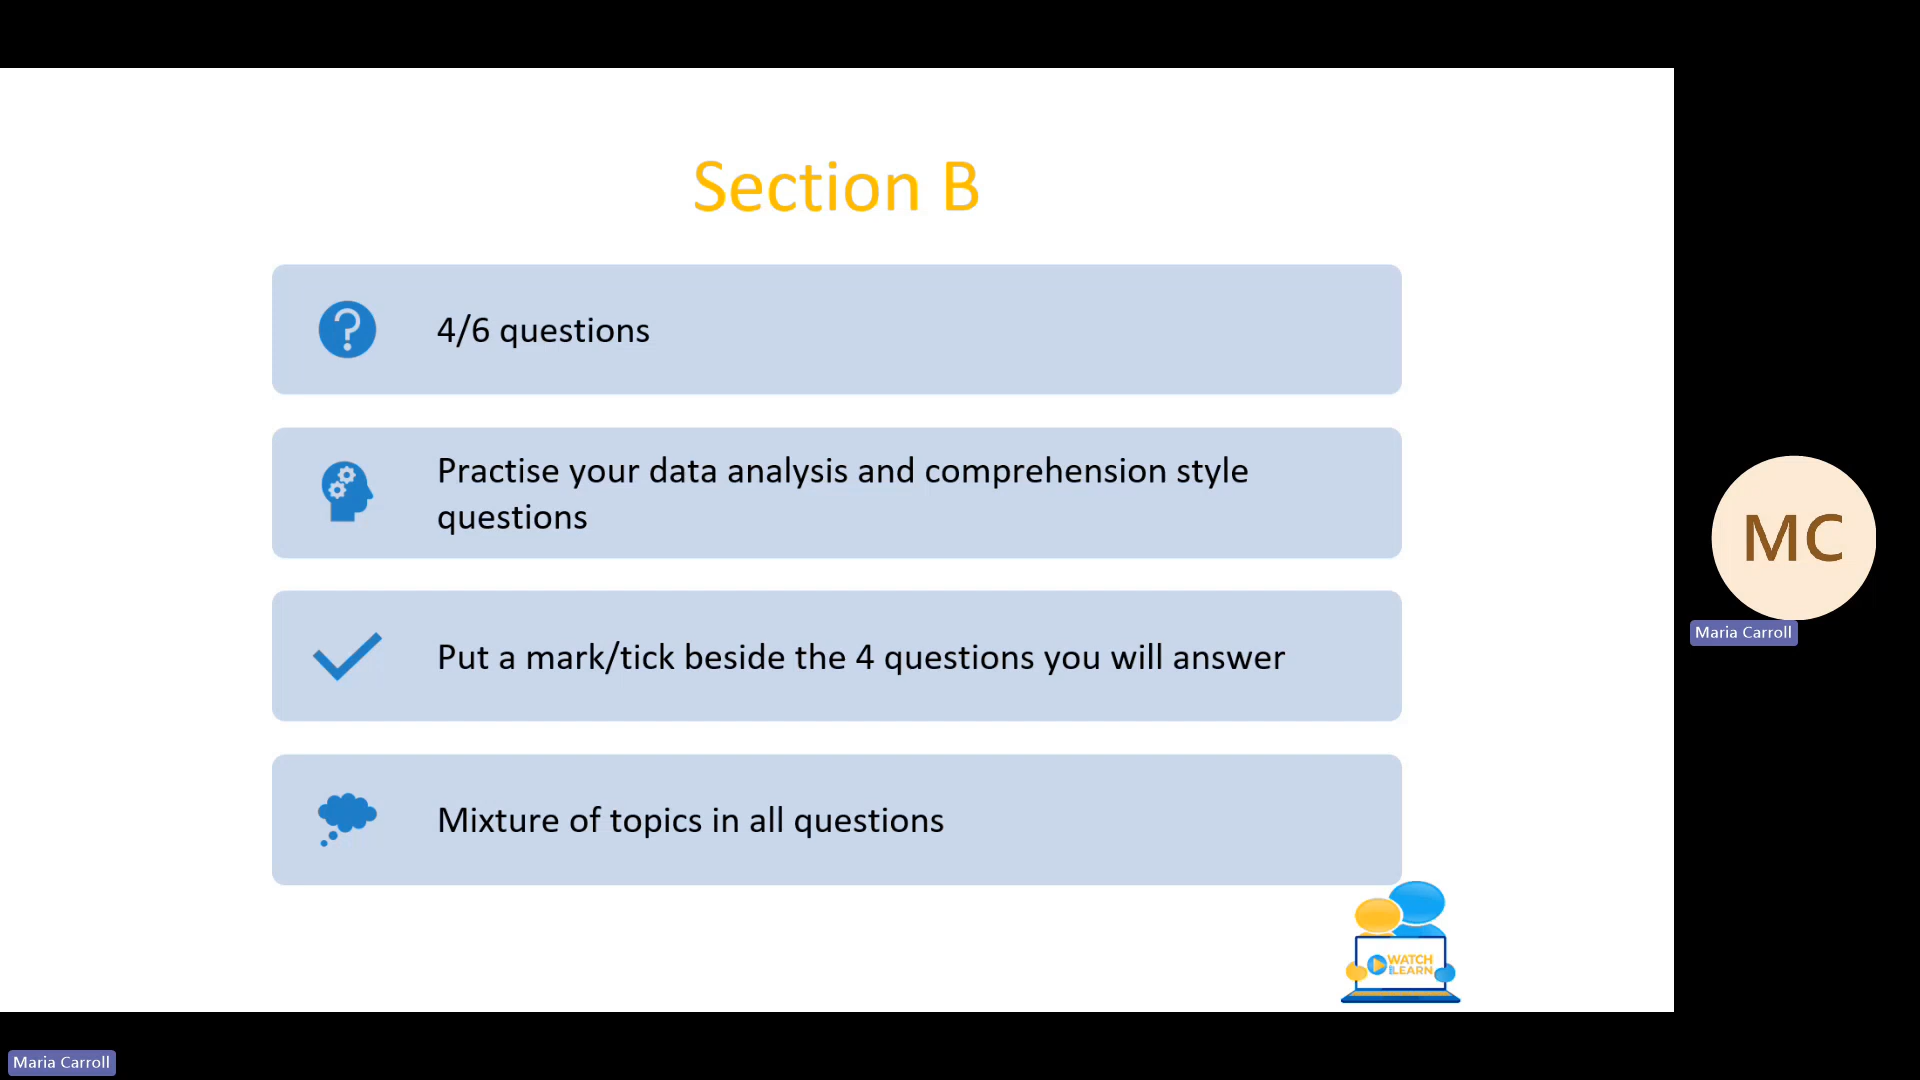 Section B
4/6 questions
Practise your data analysis and comprehension style
questions
Put a mark/tick beside the 4 questions you will answer
Mixture of topics in all questions
WATCH
LEARN
MC
Maria Carroll
Maria Carroll